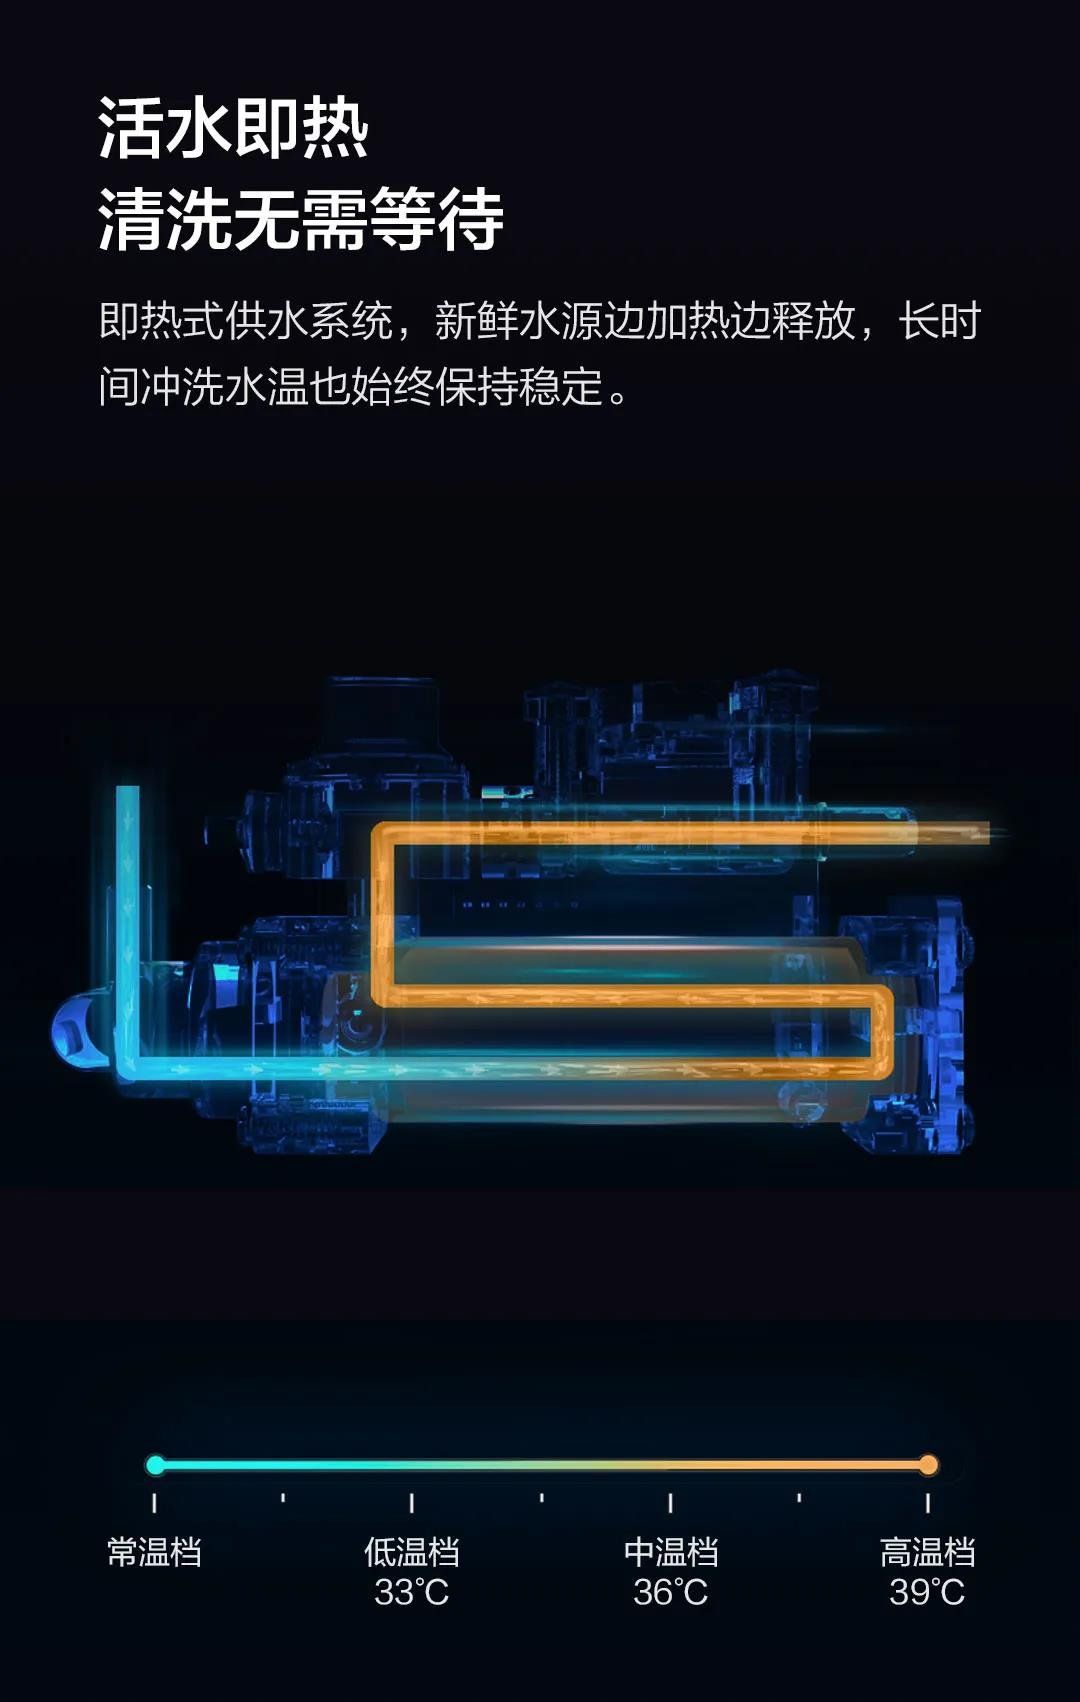 活水即热
清洗无需等待
即热式供水系统，新鲜水源边加热边释放，长时
间冲洗水温也始终保持稳定。
常温档 低温档 中温档 高温档
33℃ 36℃ 39℃